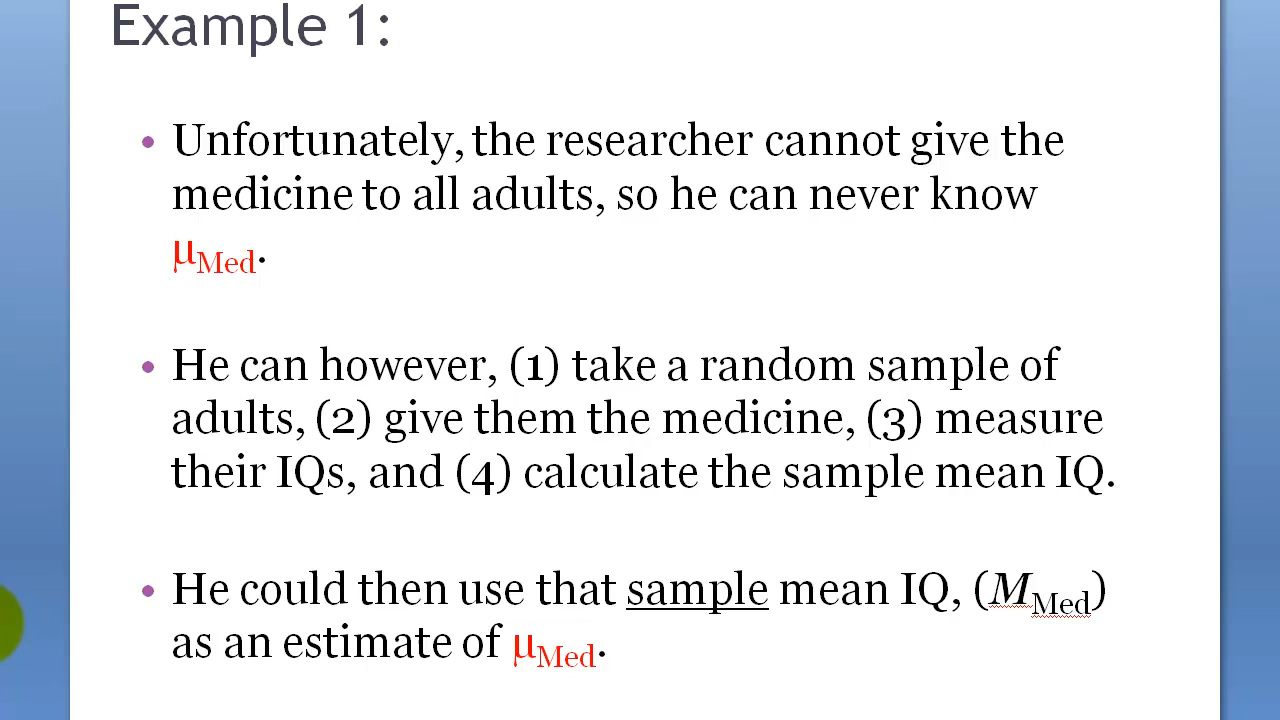 Example 1:
• Unfortunately, the researcher cannot give the
medicine to all adults, so he can never know
μMed.
• He can however, (1) take a random sample of
adults, (2) give them the medicine, (3) measure
their IQs, and (4) calculate the sample mean IQ.
• He could then use that sample mean IQ, (MMed)
as an estimate of μMed.